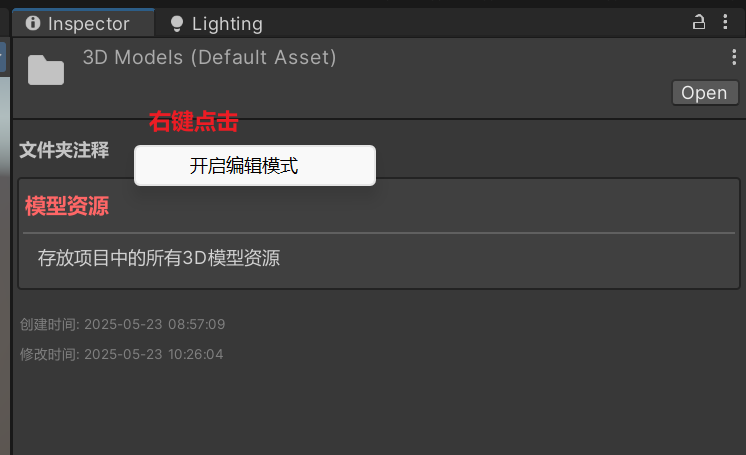 Inspector
Lighting
3D Models (Default Asset)
Open
右键点击
文件夹注释
开启编辑模式
模型资源
存放项目中的所有3D模型资源
创建时间: 2025-05-23 08:57:09
修改时间: 2025-05-23 10:26:04